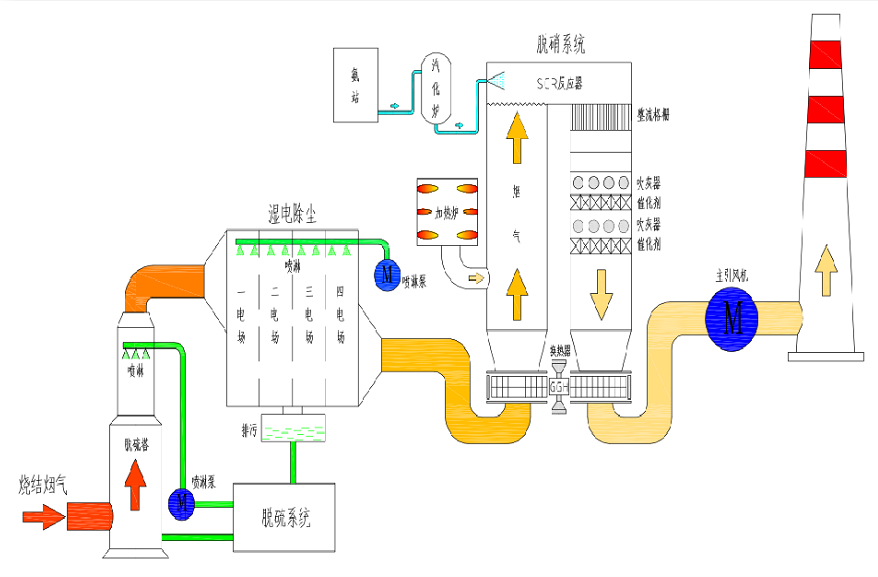 脱硝系统
氨站
汽化炉
SCR反应器
整流格栅
加热炉
烟气
吹灰器
催化剂
吹灰器
催化剂
湿电除尘
喷淋
M
喷淋泵
一电场
二电场
三电场
四电场
主引风机
M
换热器
GGH
喷淋
排污
脱硫塔
烧结烟气
喷淋泵
M
脱硫系统